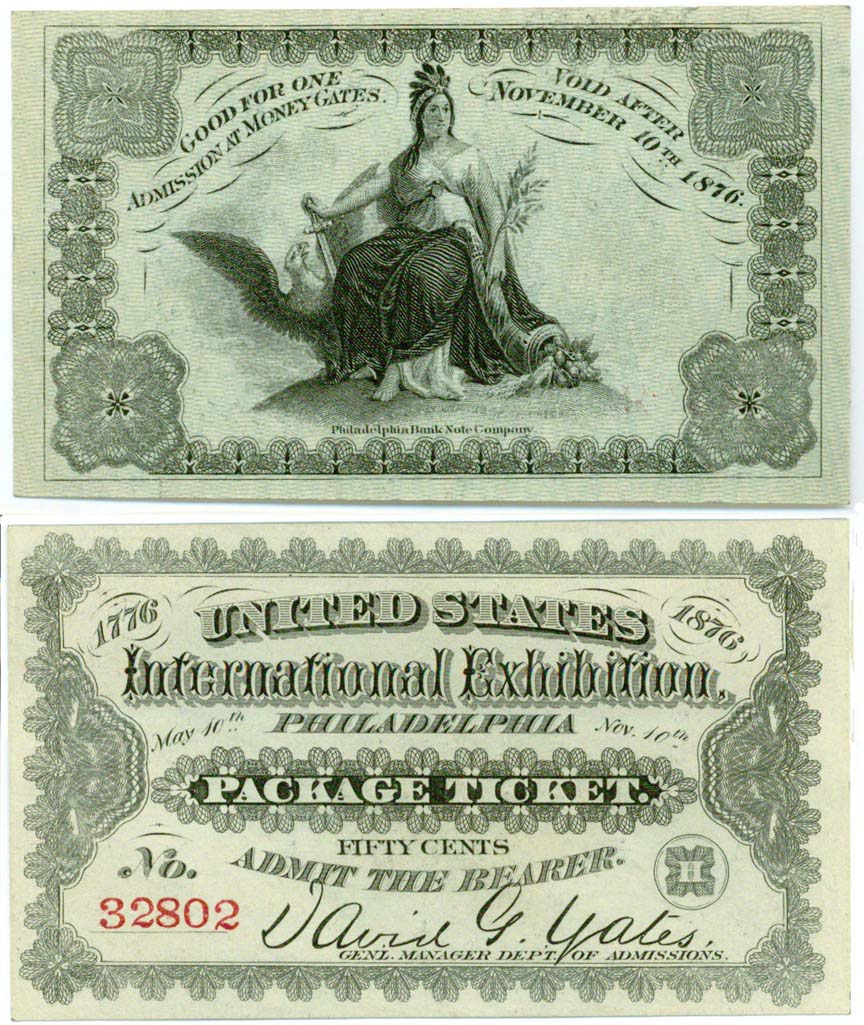 GOOD FOR ONE
ADMISSION AT MONEY GATES.
VOID AFTER
NOVEMBER 10TH 1876.
Philadelphia Bank Note Company.
1776
UNITED STATES
1876
International Exhibition,
May 10th
PHILADELPHIA
Nov. 10th
PACKAGE TICKET.
FIFTY CENTS
ADMIT THE BEARER.
No.
32802
H
David G. Yates,
GENL. MANAGER DEPT. OF ADMISSIONS.